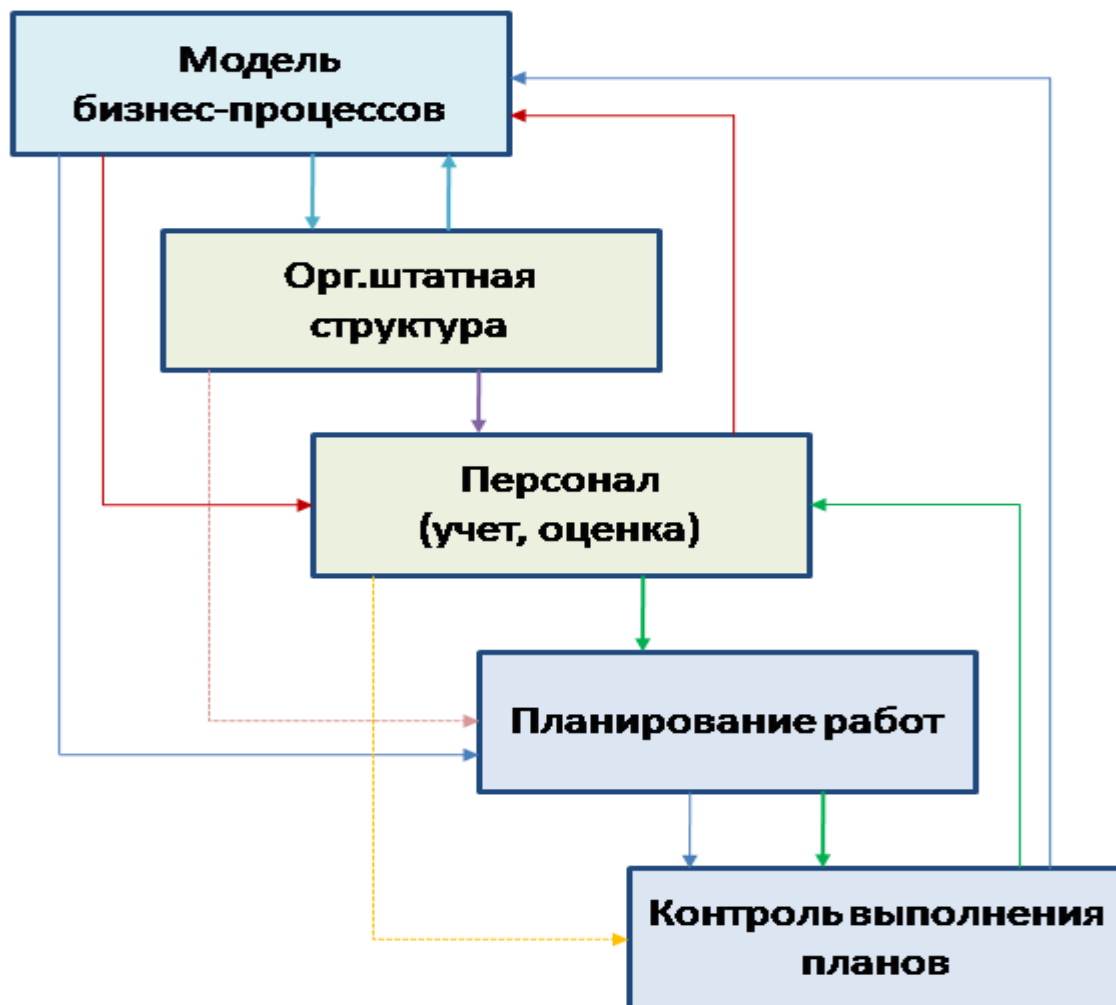 Модель
бизнес-процессов
Орг.штатная
структура
Персонал
(учет, оценка)
Планирование работ
Контроль выполнения
планов